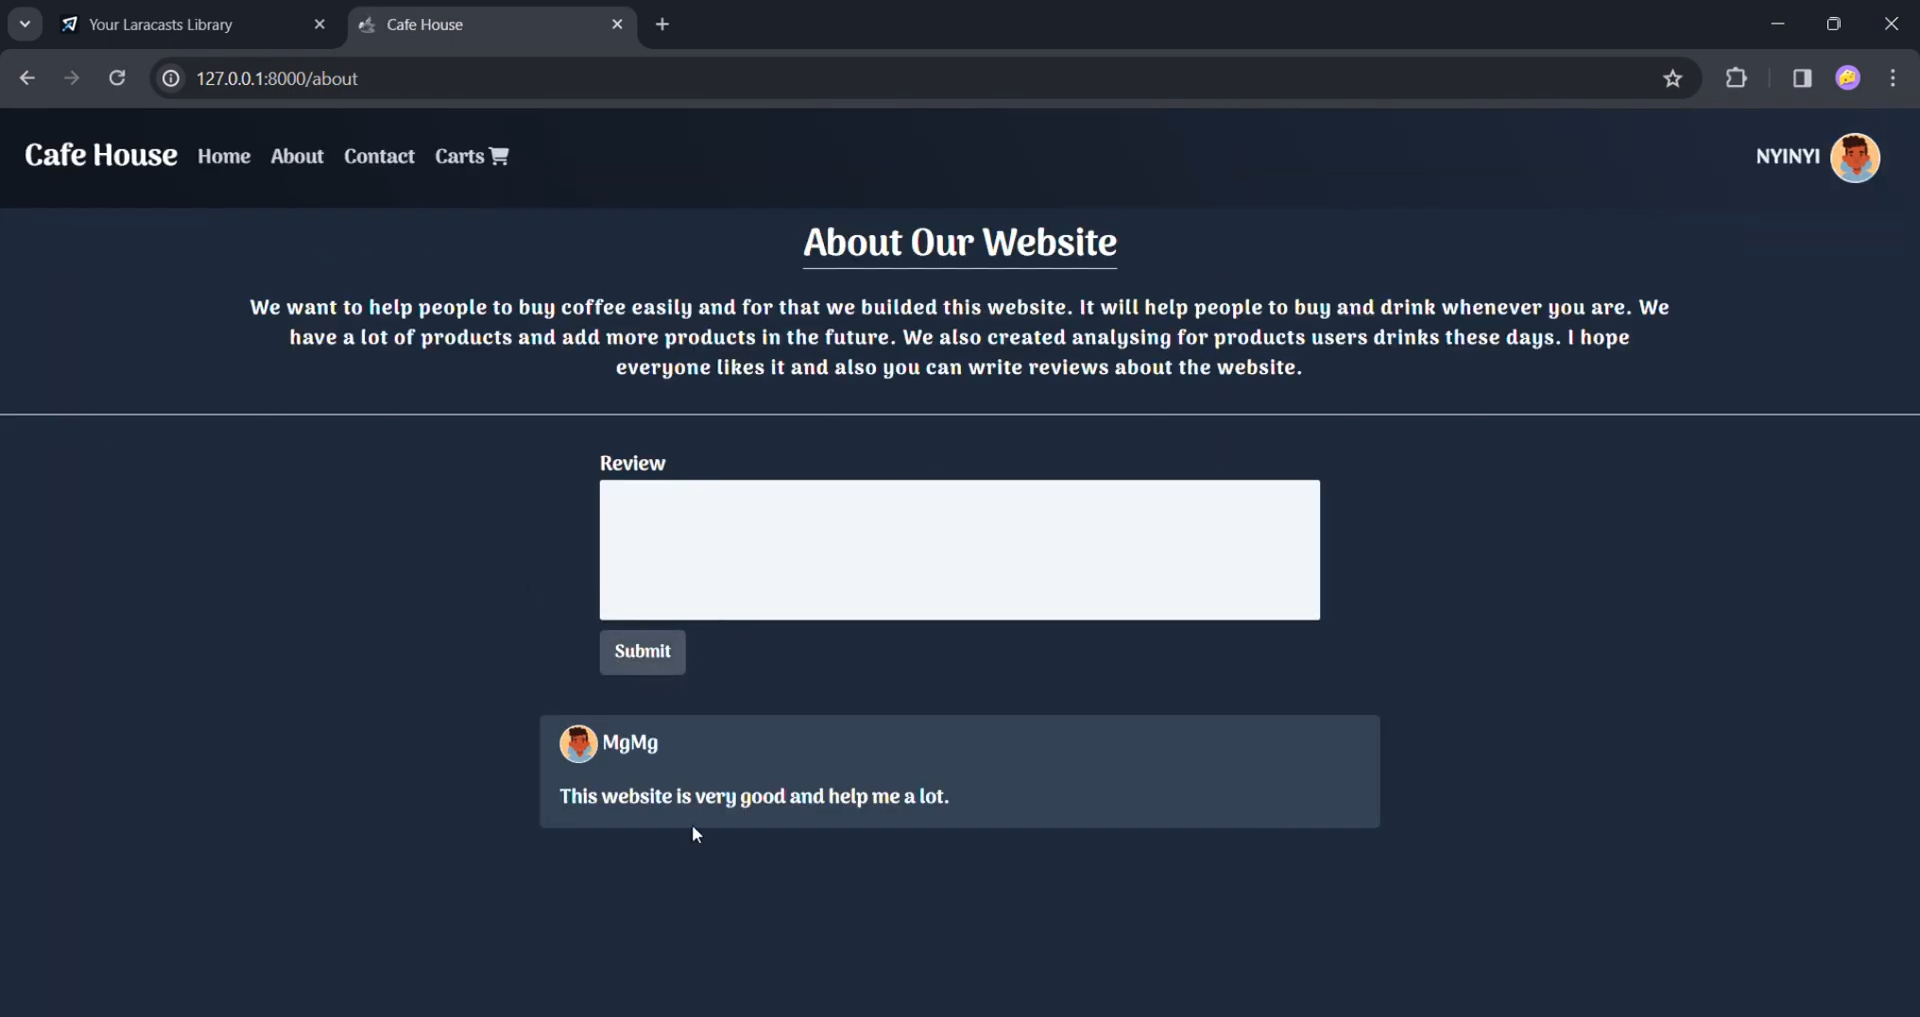 Your Laracasts Library
Cafe House
127.0.0.1:8000/about
Cafe House Home About Contact Carts NYINYI
About Our Website
We want to help people to buy coffee easily and for that we builded this website. It will help people to buy and drink whenever you are. We
have a lot of products and add more products in the future. We also created analysing for products users drinks these days. I hope
everyone likes it and also you can write reviews about the website.
Review
Submit
MgMg
This website is very good and help me a lot.